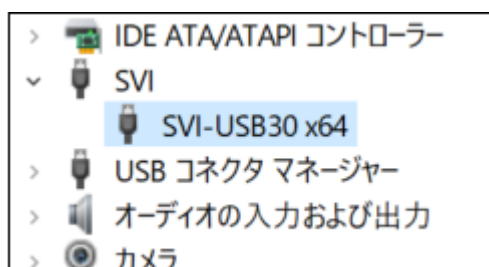 IDE ATA/ATAPI コントローラー
SVI
SVI-USB30 x64
USB コネクタ マネージャー
オーディオの入力および出力
カメラ